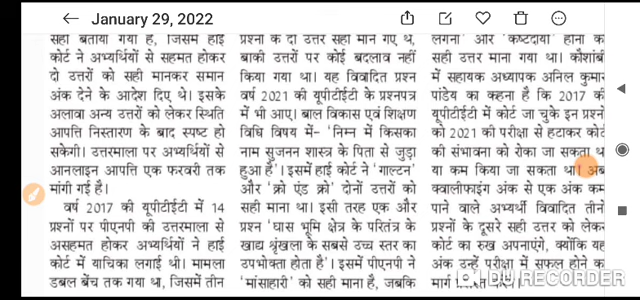 January 29, 2022
सही बताया गया है, जिसमें हाई
कोर्ट ने अभ्यर्थियों से सहमत होकर
दो उत्तरों को सही मानकर समान
अंक देने के आदेश दिए थे। इसके
अलावा अन्य उत्तरों को लेकर स्थिति
आपत्ति निस्तारण के बाद स्पष्ट हो
सकेगी। उत्तरमाला पर अभ्यर्थियों से
आनलाइन आपत्ति एक फरवरी तक
मांगी गई है।
वर्ष 2017 की यूपीटीईटी में 14
प्रश्नों पर पीएनपी की उत्तरमाला से
असहमत होकर अभ्यर्थियों ने हाई
कोर्ट में याचिका लगाई थी। मामला
डबल बेंच तक गया था, जिसमें तीन
प्रश्नों के दो उत्तर सही माने गए थे,
बाकी उत्तरों पर कोई बदलाव नहीं
किया गया था। यह विवादित प्रश्न
वर्ष 2021 की यूपीटीईटी के प्रश्नपत्र
में भी आए। बाल विकास एवं शिक्षण
विधि विषय में- 'निम्न में किसका
नाम सुजनन शास्त्र के पिता से जुड़ा
हुआ है'। इसमें हाई कोर्ट ने 'गाल्टन'
और 'क्रो एंड क्रो' दोनों उत्तरों को
सही माना था। इसी तरह एक और
प्रश्न 'घास भूमि क्षेत्र के परितंत्र के
खाद्य श्रृंखला के सबसे उच्च स्तर का
उपभोक्ता होता है'। इसमें पीएनपी ने
'मांसाहारी' को सही माना है, जबकि
लगना' और 'कष्टदायी' होना को
सही उत्तर माना गया था। कौशांबी
में सहायक अध्यापक अनिल कुमार
पांडेय का कहना है कि 2017 की
यूपीटीईटी में कोर्ट जा चुके इन प्रश्नों
को 2021 की परीक्षा से हटाकर कोर्ट
की संभावना को रोका जा सकता था
या कम किया जा सकता था। अब
क्वालीफाइंग अंक से एक अंक कम
पाने वाले अभ्यर्थी विवादित तीनों
प्रश्नों के दूसरे सही उत्तर को लेकर
कोर्ट का रुख अपनाएंगे, क्योंकि यह
अंक उन्हें परीक्षा में सफल होने का
मार्ग
DU RECORDER